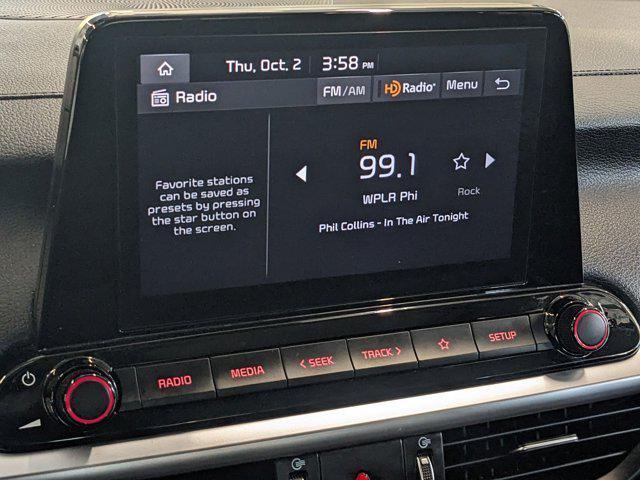 Thu, Oct. 2 3:58 PM
Radio FM/AM HD Radio® Menu
Favorite stations
can be saved as
presets by pressing
the star button on
the screen.
FM
99.1
Rock
WPLR Phi
Phil Collins - In The Air Tonight
RADIO MEDIA < SEEK TRACK > SETUP